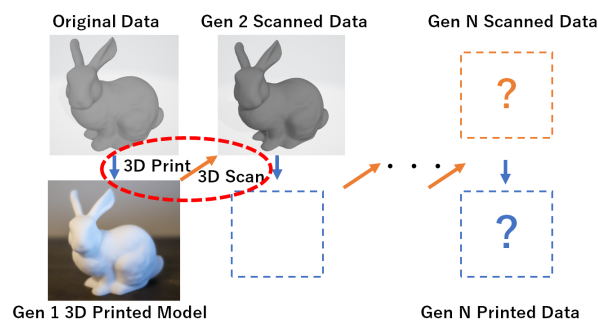 Original Data
Gen 2 Scanned Data
Gen N Scanned Data
?
3D Print
3D Scan
. . .
?
Gen 1 3D Printed Model
Gen N Printed Data